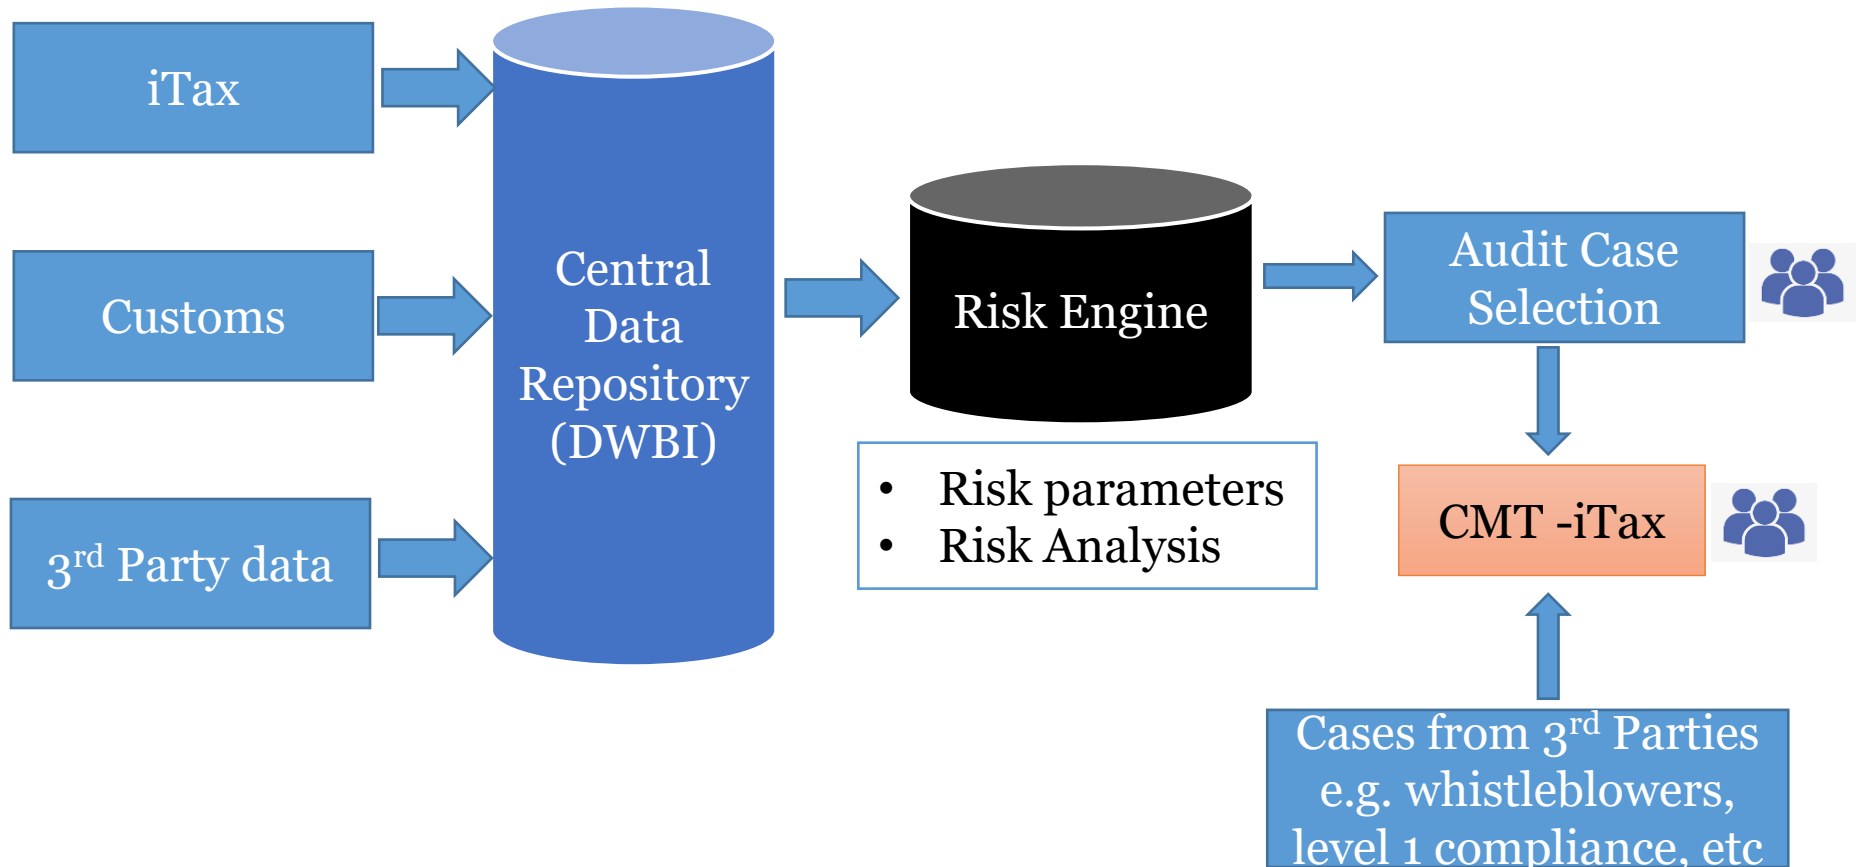 iTax
Customs
3rd Party data
Central
Data
Repository
(DWBI)
Risk Engine
• Risk parameters
• Risk Analysis
Audit Case
Selection
CMT -iTax
Cases from 3rd Parties
e.g. whistleblowers,
level 1 compliance, etc